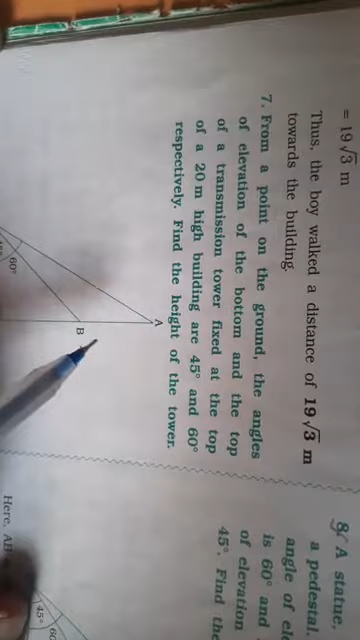 = 19√3 m
Thus, the boy walked a distance of 19√3 m
towards the building.
7. From a point on the ground, the angles
of elevation of the bottom and the top
of a transmission tower fixed at the top
of a 20 m high building are 45° and 60°
respectively. Find the height of the tower.
A
B
60°
8. A statue,
a pedestal
angle of el
is 60° and
of elevation
45°. Find the
60
45°
Here, AB